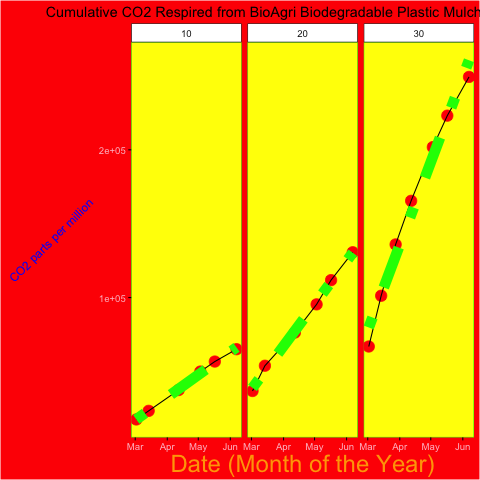 Cumulative CO2 Respired from BioAgri Biodegradable Plastic Mulch
10 20 30
2e+05
1e+05
CO2 parts per million
Mar Apr May Jun Mar Apr May Jun Mar Apr May Jun
Date (Month of the Year)